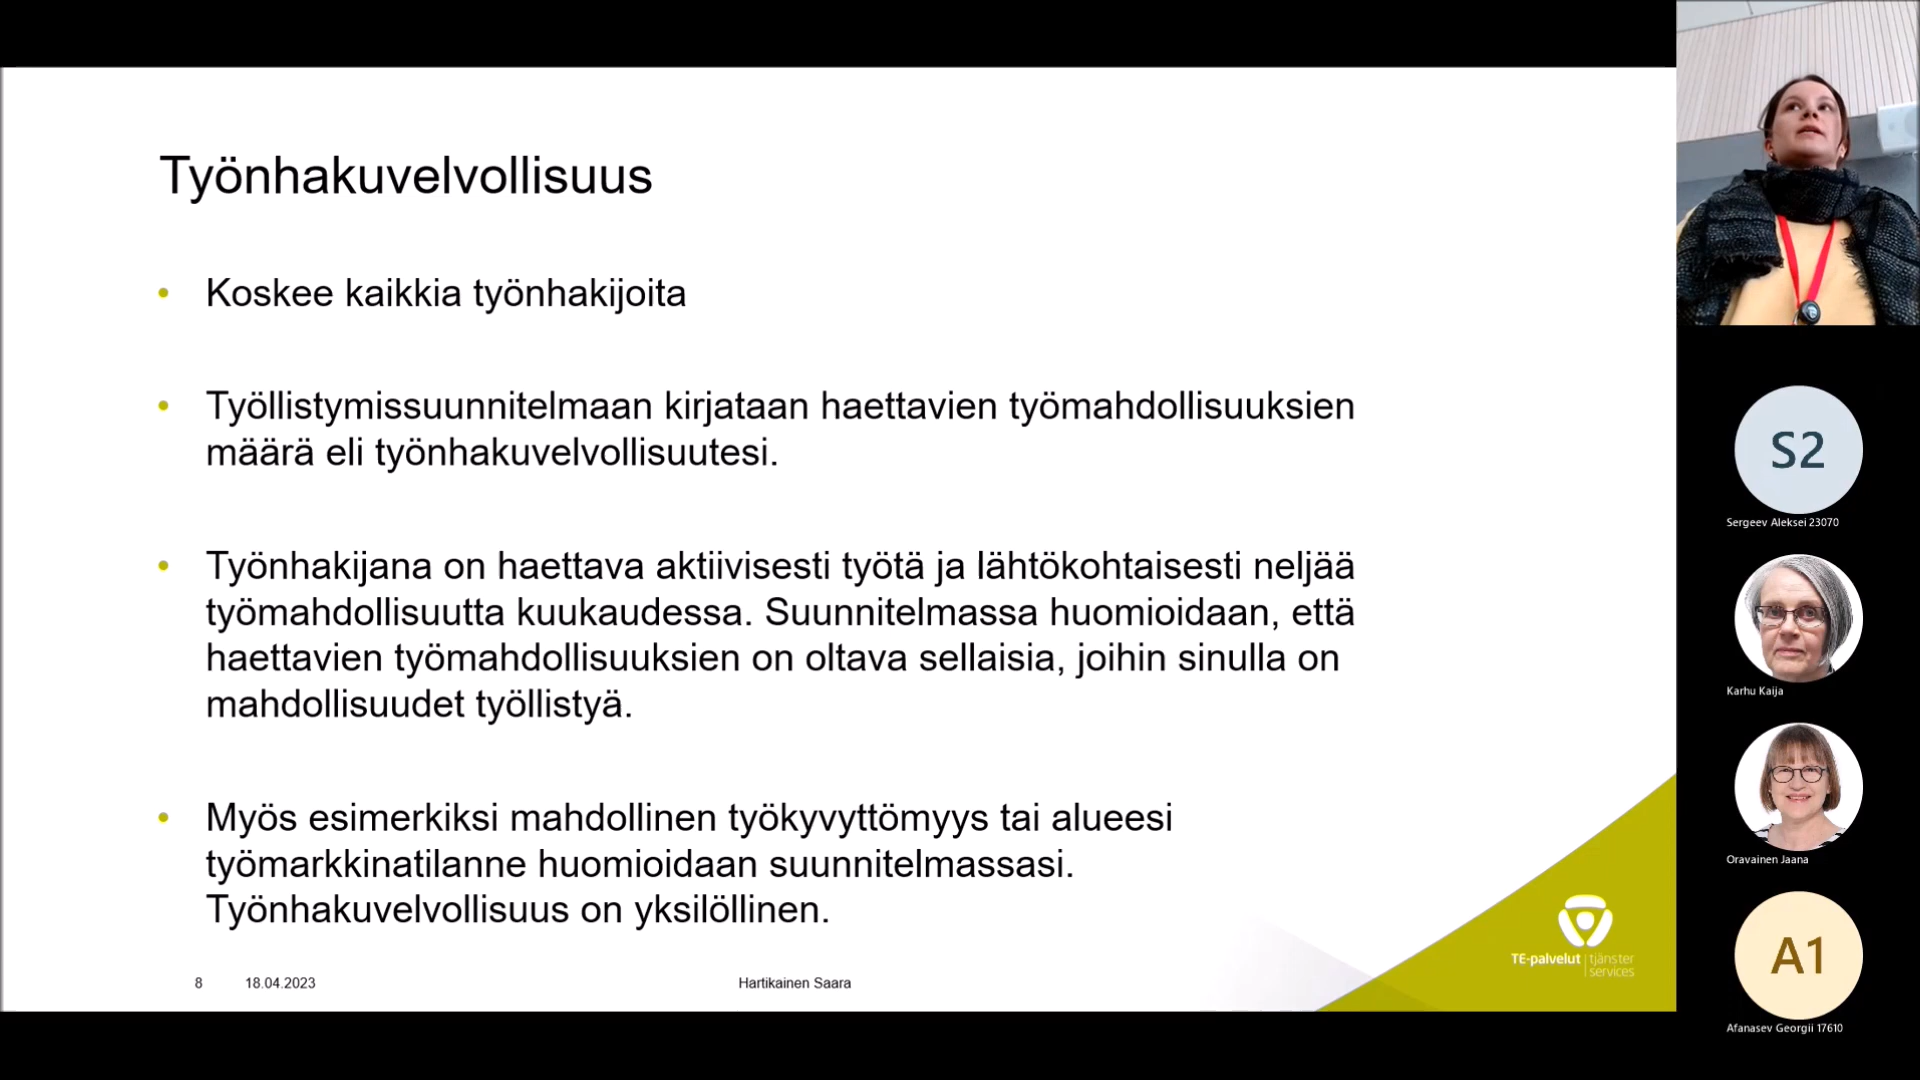 Työnhakuvelvollisuus
• Koskee kaikkia työnhakijoita
• Työllistymissuunnitelmaan kirjataan haettavien työmahdollisuuksien
määrä eli työnhakuvelvollisuutesi.
• Työnhakijana on haettava aktiivisesti työtä ja lähtökohtaisesti neljää
työmahdollisuutta kuukaudessa. Suunnitelmassa huomioidaan, että
haettavien työmahdollisuuksien on oltava sellaisia, joihin sinulla on
mahdollisuudet työllistyä.
• Myös esimerkiksi mahdollinen työkyvyttömyys tai alueesi
työmarkkinatilanne huomioidaan suunnitelmassasi.
Työnhakuvelvollisuus on yksilöllinen.
8 18.04.2023 Hartikainen Saara
TE-palvelut tjänster
services
S2
Sergeev Aleksei 23070
Karhu Kaija
Oravainen Jaana
A1
Afanasev Georgii 17610